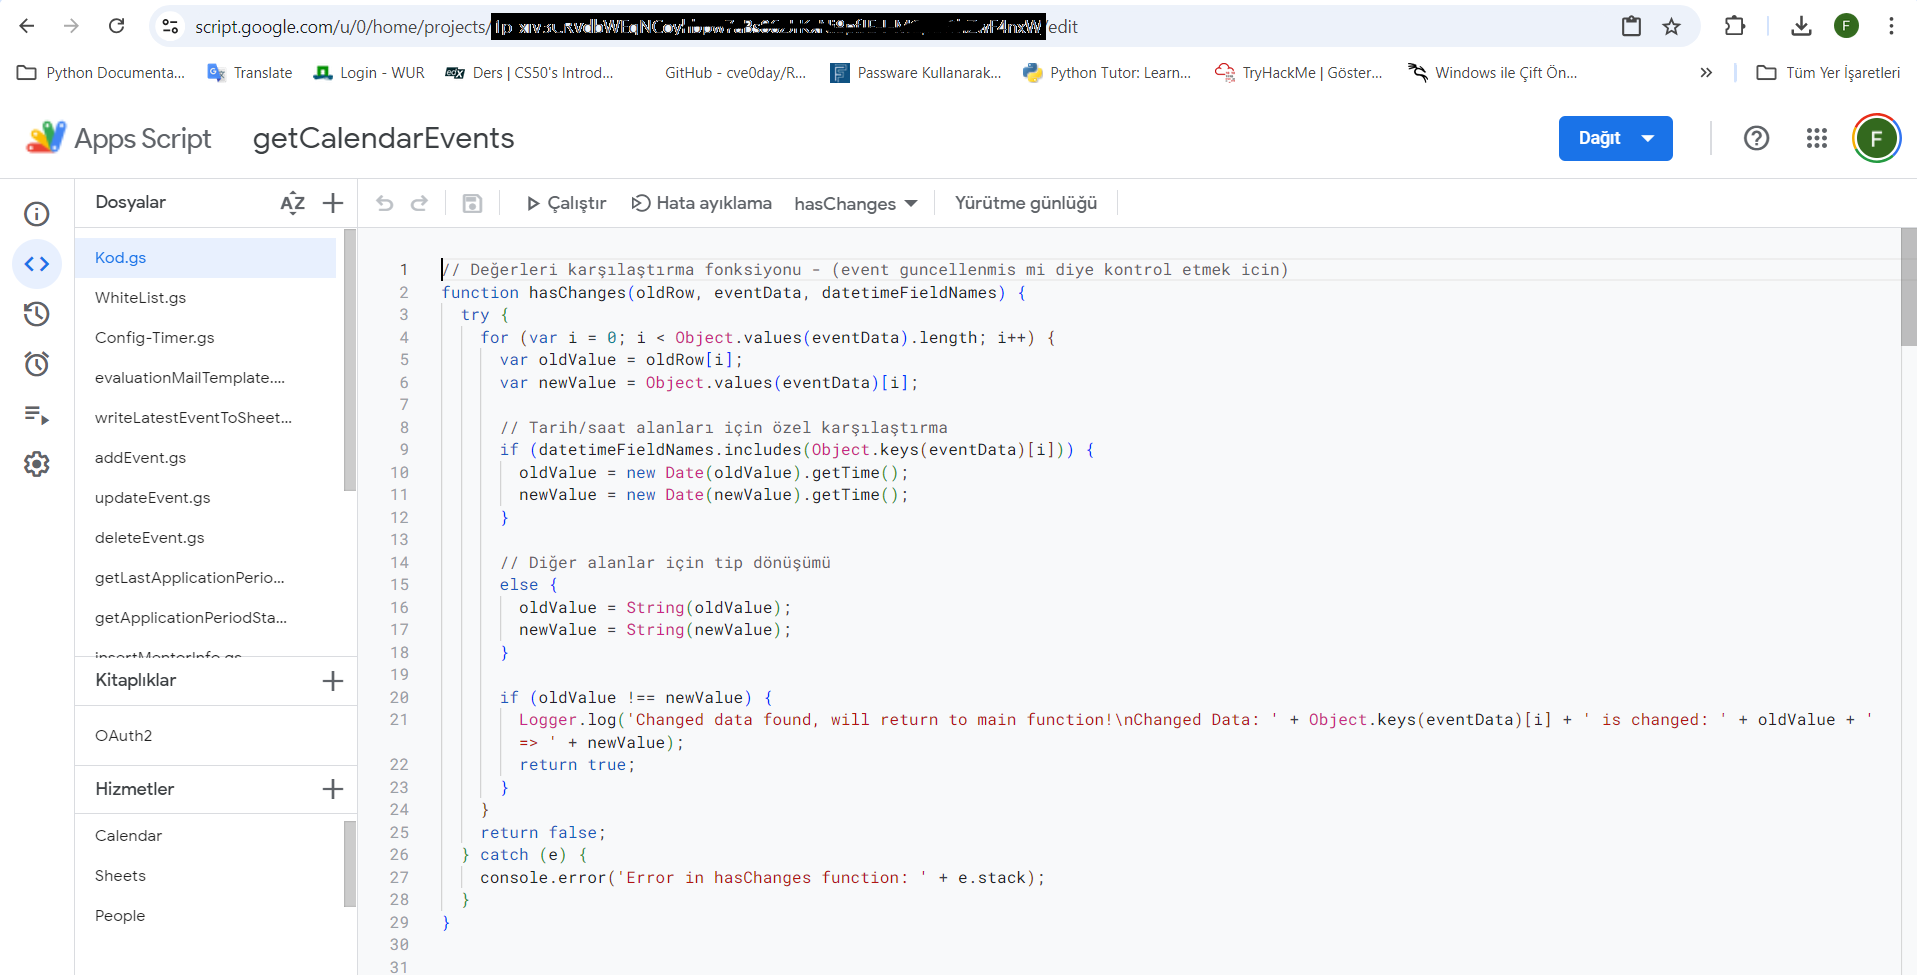 script.google.com/u/0/home/projects/
/edit
F
Python Documenta...
Translate
Login - WUR
Ders | CS50's Introd...
GitHub - cve0day/R...
Passware Kullanarak...
Python Tutor: Learn...
TryHackMe | Göster...
Windows ile Çift Ön...
Tüm Yer İşaretleri
Apps Script
getCalendarEvents
Dağıt
F
Dosyalar
AZ
Çalıştır
Hata ayıklama
hasChanges
Yürütme günlüğü
Kod.gs
WhiteList.gs
Config-Timer.gs
evaluationMailTemplate....
writeLatestEventToSheet...
addEvent.gs
updateEvent.gs
deleteEvent.gs
getLastApplicationPerio...
getApplicationPeriodSta...
insertMentorInfo.gs
Kitaplıklar
OAuth2
Hizmetler
Calendar
Sheets
People
1 // Değerleri karşılaştırma fonksiyonu - (event guncellenmis mi diye kontrol etmek icin)
2 function hasChanges(oldRow, eventData, datetimeFieldNames) {
3 try {
4 for (var i = 0; i < Object.values(eventData).length; i++) {
5 var oldValue = oldRow[i];
6 var newValue = Object.values(eventData)[i];
7
8 // Tarih/saat alanları için özel karşılaştırma
9 if (datetimeFieldNames.includes(Object.keys(eventData)[i])) {
10 oldValue = new Date(oldValue).getTime();
11 newValue = new Date(newValue).getTime();
12 }
13
14 // Diğer alanlar için tip dönüşümü
15 else {
16 oldValue = String(oldValue);
17 newValue = String(newValue);
18 }
19
20 if (oldValue !== newValue) {
21 Logger.log('Changed data found, will return to main function!\nChanged Data: ' + Object.keys(eventData)[i] + ' is changed: ' + oldValue + '
=> ' + newValue);
22 return true;
23 }
24 }
25 return false;
26 } catch (e) {
27 console.error('Error in hasChanges function: ' + e.stack);
28 }
29 }
30
31